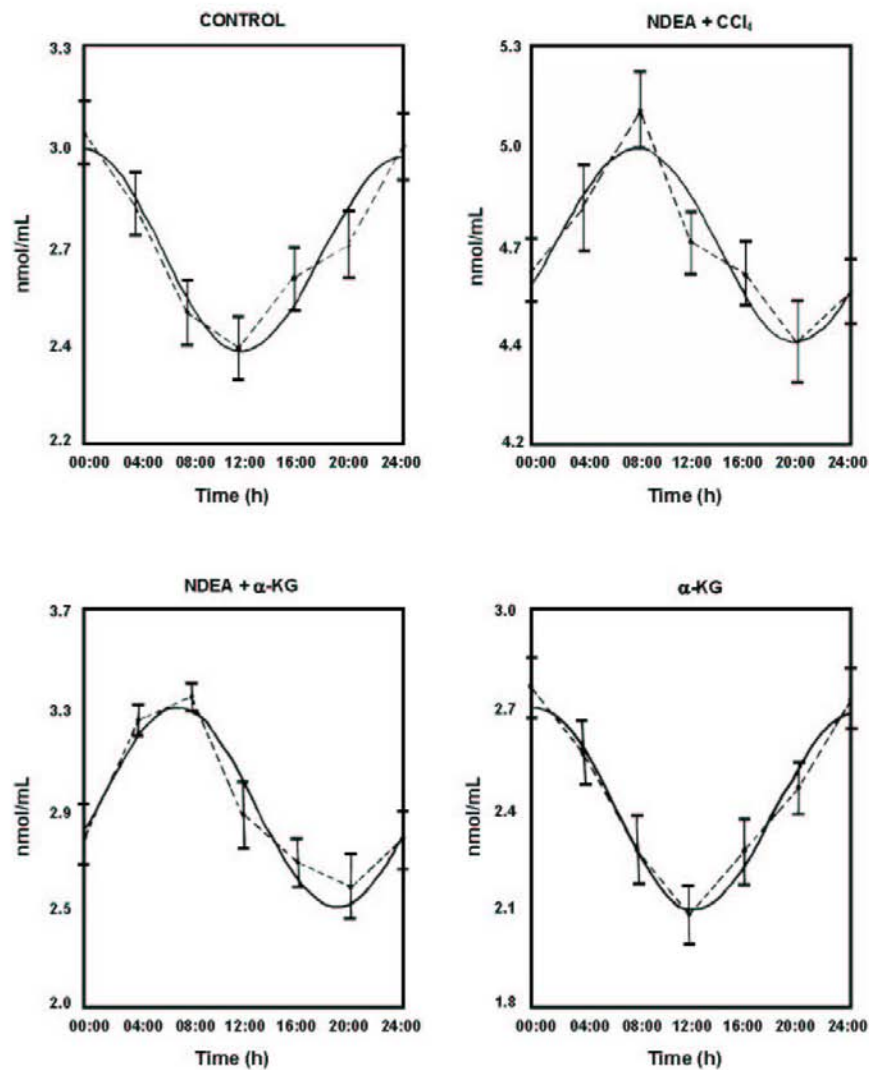 CONTROL
3.3
3.0
2.7
2.4
2.2
nmol/mL
00:00 04:00 08:00 12:00 16:00 20:00 24:00
Time (h)
NDEA + CCl₄
5.3
5.0
4.7
4.4
4.2
nmol/mL
00:00 04:00 08:00 12:00 16:00 20:00 24:00
Time (h)
NDEA + α-KG
3.7
3.3
2.9
2.5
2.0
nmol/mL
00:00 04:00 08:00 12:00 16:00 20:00 24:00
Time (h)
α-KG
3.0
2.7
2.4
2.1
1.8
nmol/mL
00:00 04:00 08:00 12:00 16:00 20:00 24:00
Time (h)